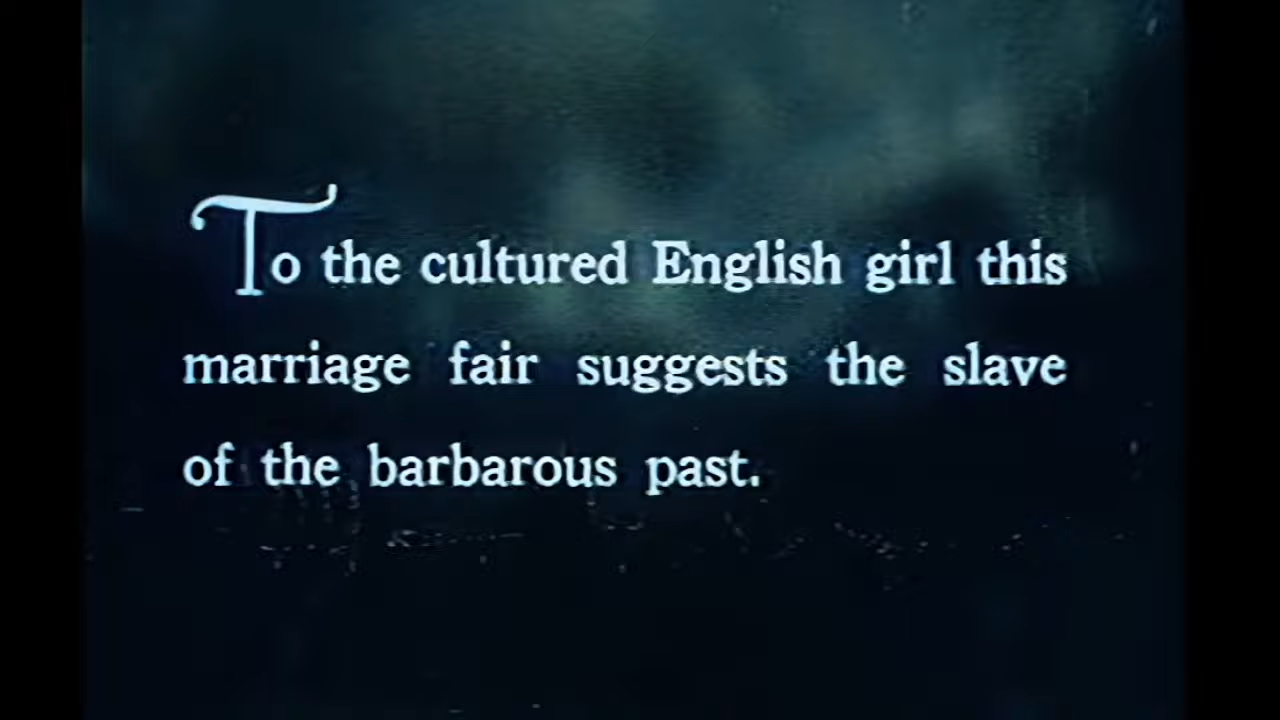 To the cultured English girl this
marriage fair suggests the slave
of the barbarous past.